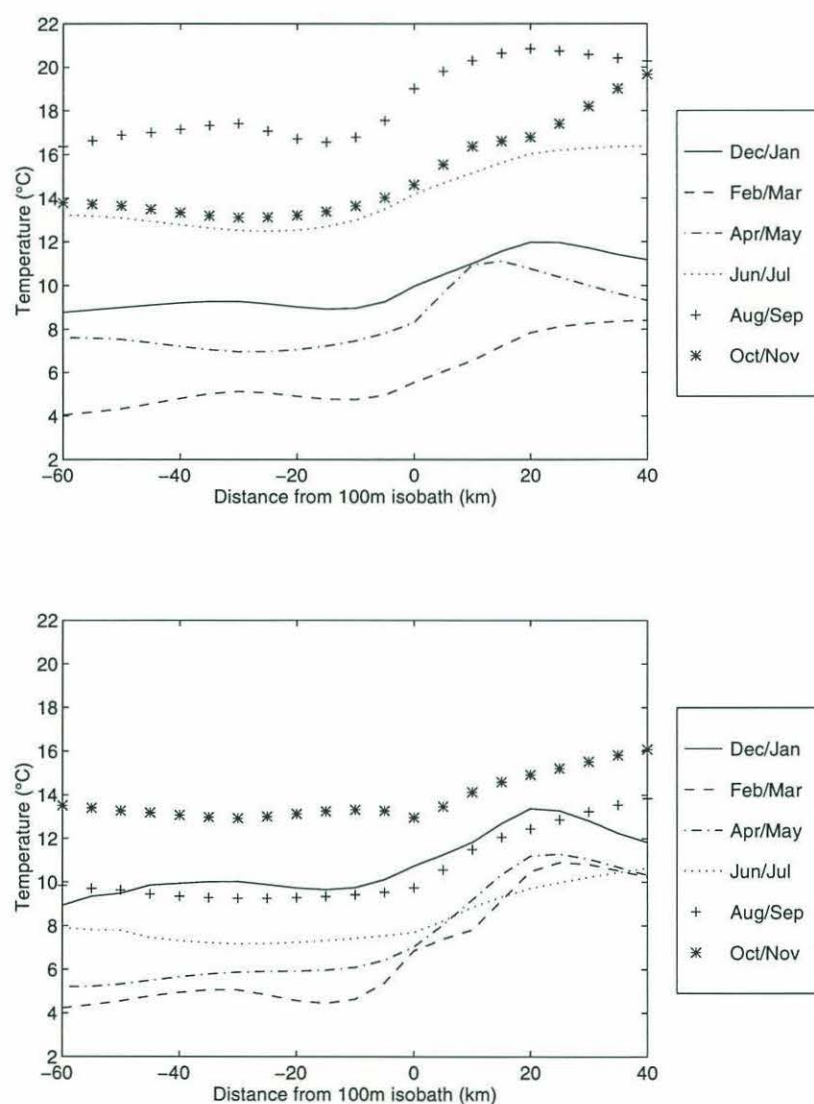 22
20
18
16
14
12
10
8
6
4
2
Temperature (°C)
-60 -40 -20 0 20 40
Distance from 100m isobath (km)
Dec/Jan
Feb/Mar
Apr/May
Jun/Jul
Aug/Sep
Oct/Nov
22
20
18
16
14
12
10
8
6
4
2
Temperature (°C)
-60 -40 -20 0 20 40
Distance from 100m isobath (km)
Dec/Jan
Feb/Mar
Apr/May
Jun/Jul
Aug/Sep
Oct/Nov